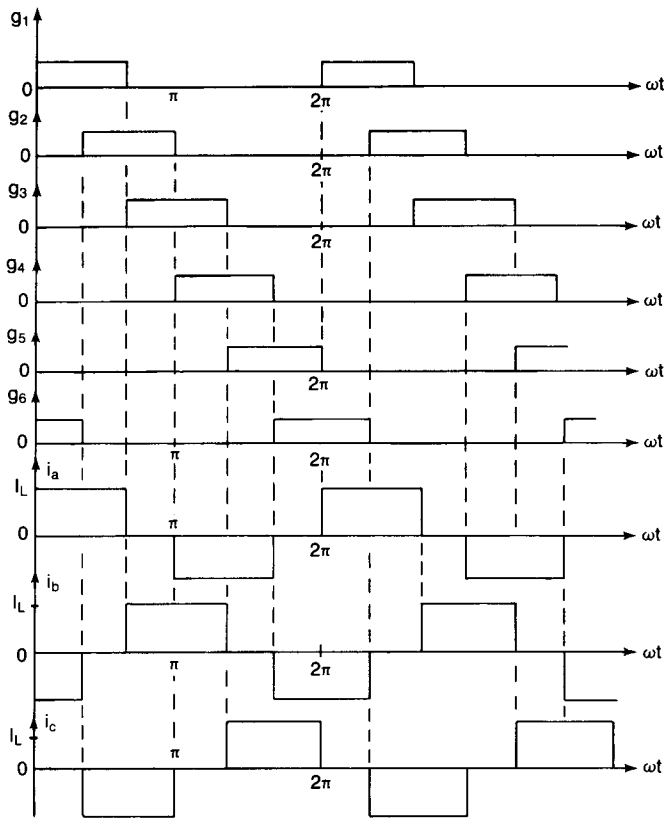 g1
0 π 2π ωt
g2
0 2π ωt
g3
0 2π ωt
g4
0 ωt
g5
0 2π ωt
g6
0 π 2π ωt
ia
IL π
0 2π ωt
ib
IL
0 π 2π ωt
ic
IL π
0 2π ωt